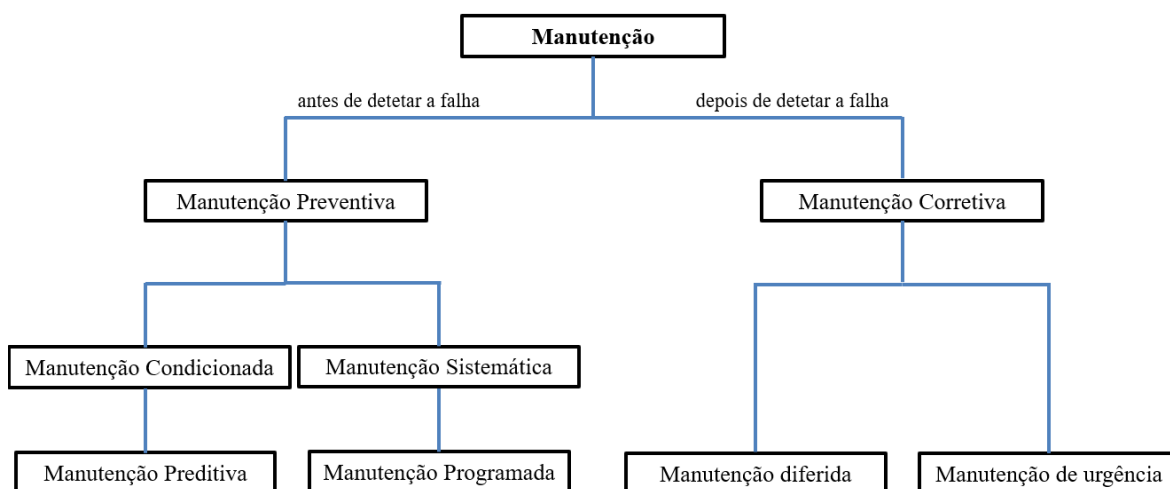 Manutenção
antes de detetar a falha
depois de detetar a falha
Manutenção Preventiva
Manutenção Corretiva
Manutenção Condicionada
Manutenção Sistemática
Manutenção Preditiva
Manutenção Programada
Manutenção diferida
Manutenção de urgência